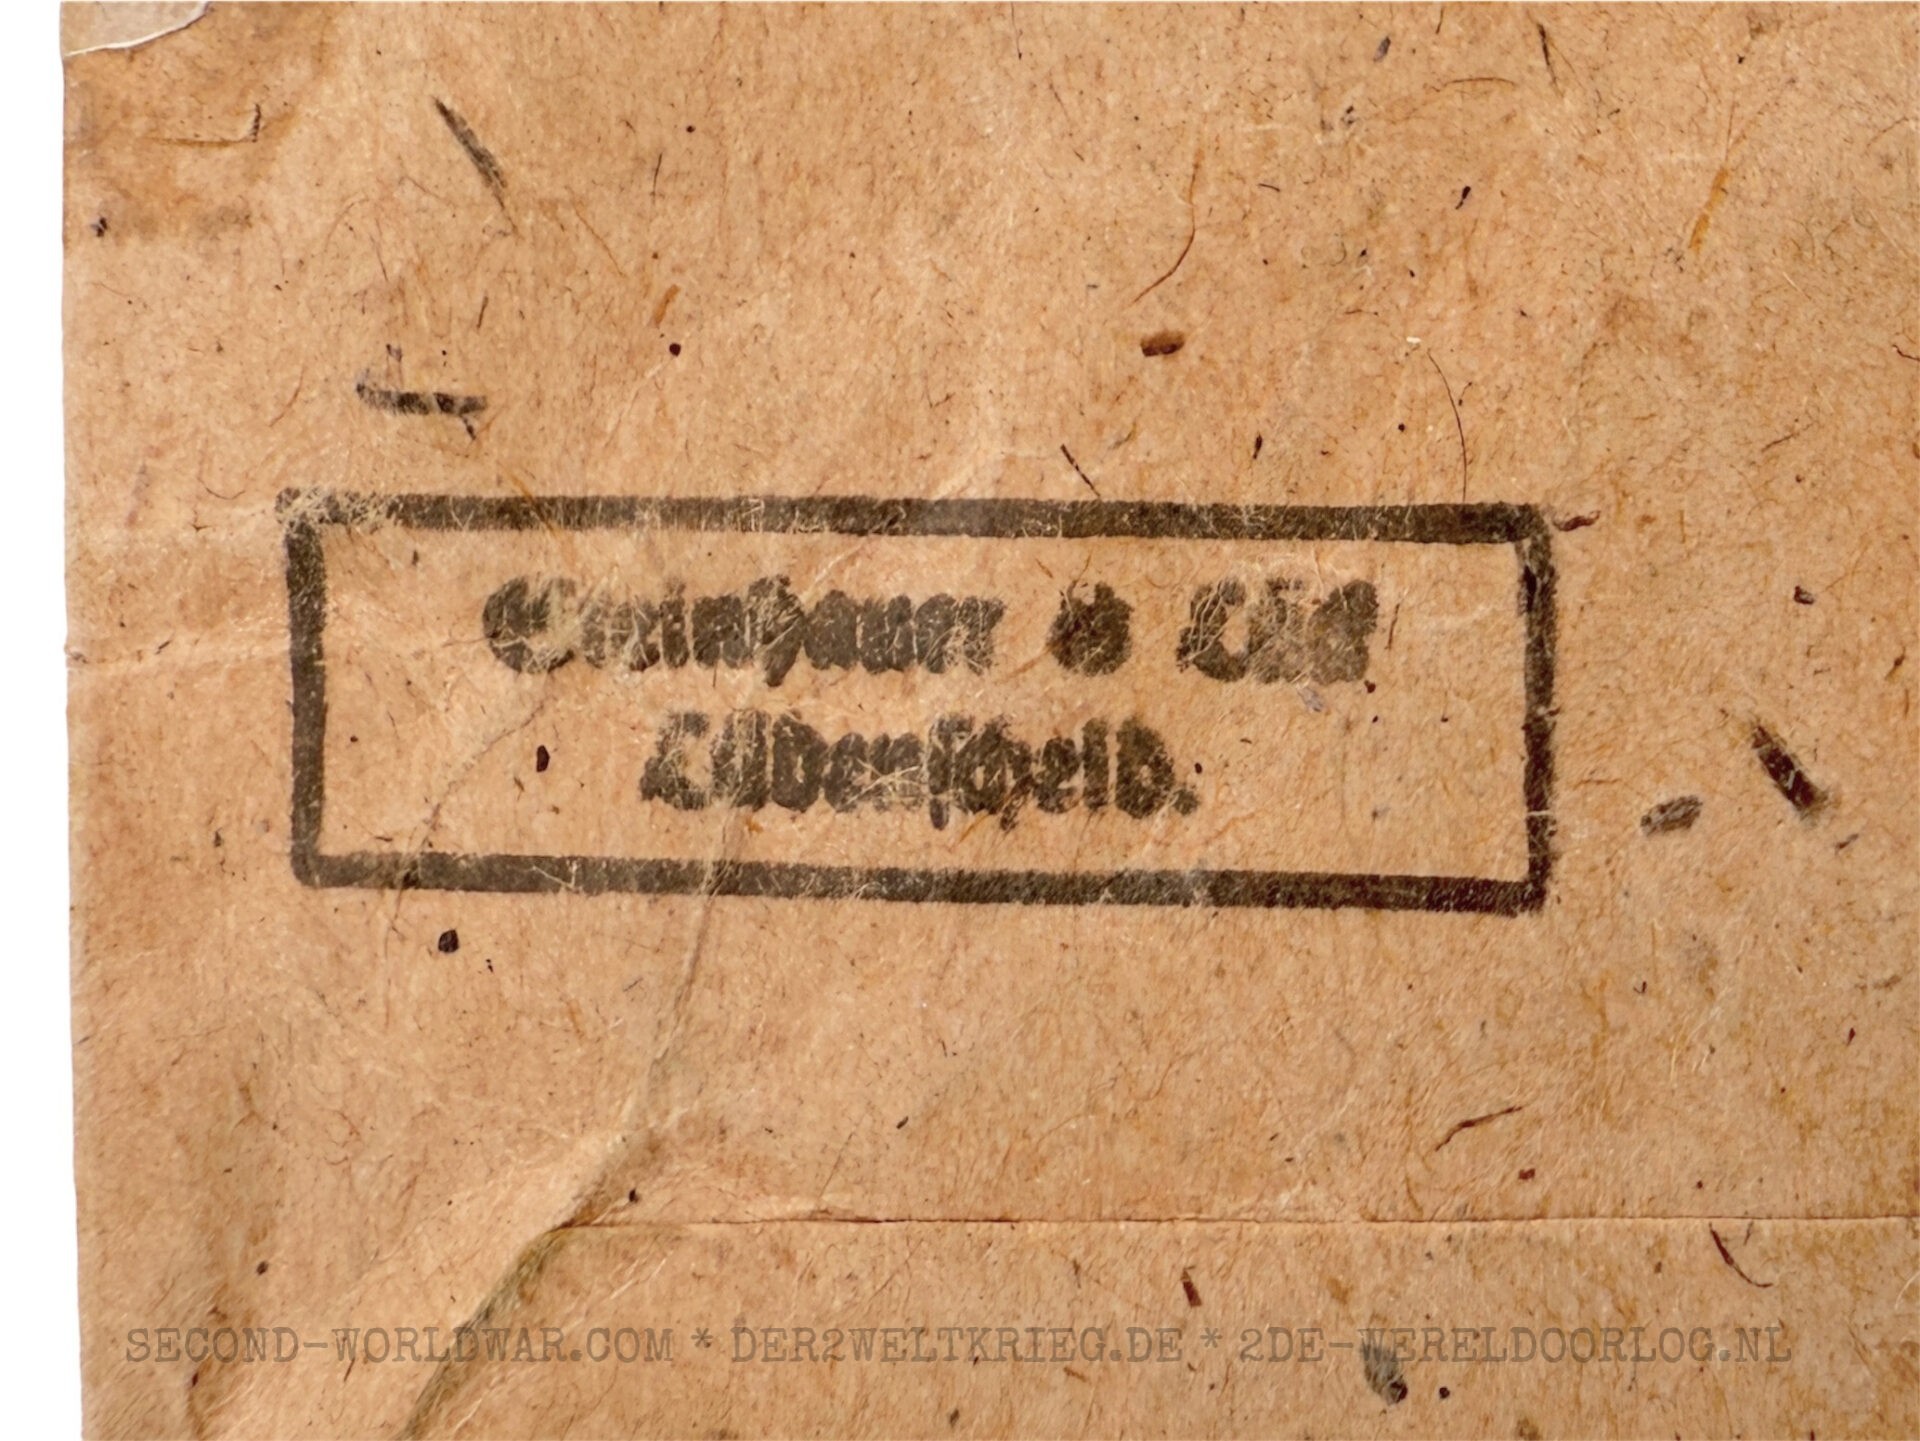 Steinhauer & Lück
Lüdenscheid.
SECOND-WORLDWAR.COM * DER2WELTKRIEG.DE * 2DE-WERELDOORLOG.NL